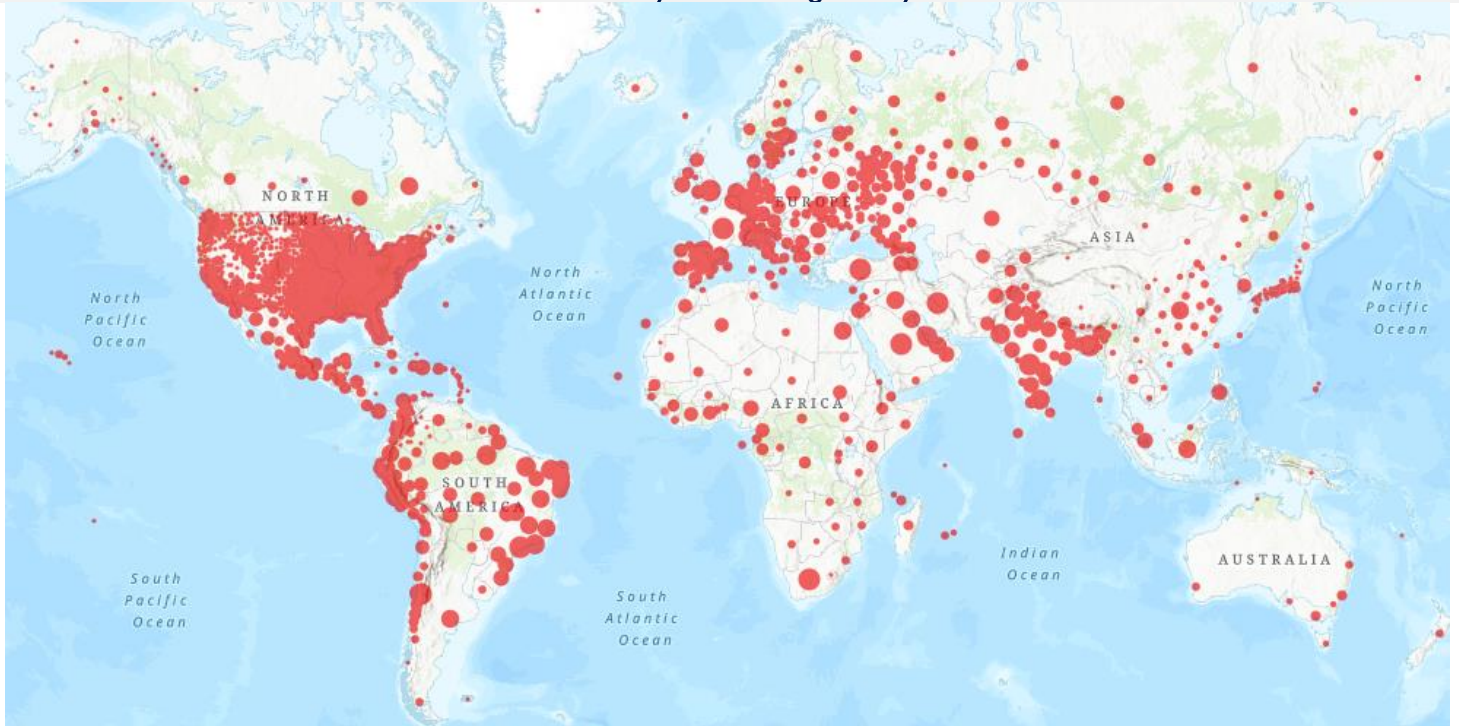 NORTH
AMERICA
EUROPE
ASIA
North
Atlantic
Ocean
North
Pacific
Ocean
North
Pacific
Ocean
AFRICA
SOUTH
AMERICA
Indian
Ocean
AUSTRALIA
South
Pacific
Ocean
South
Atlantic
Ocean